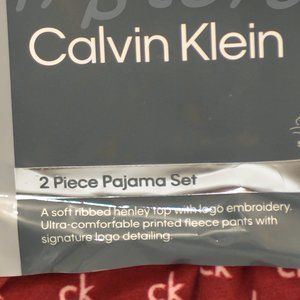 Calvin Klein
2 Piece Pajama Set
A soft ribbed henley top with logo embroidery.
Ultra-comfortable printed fleece pants with
signature logo detailing.
ck
ck